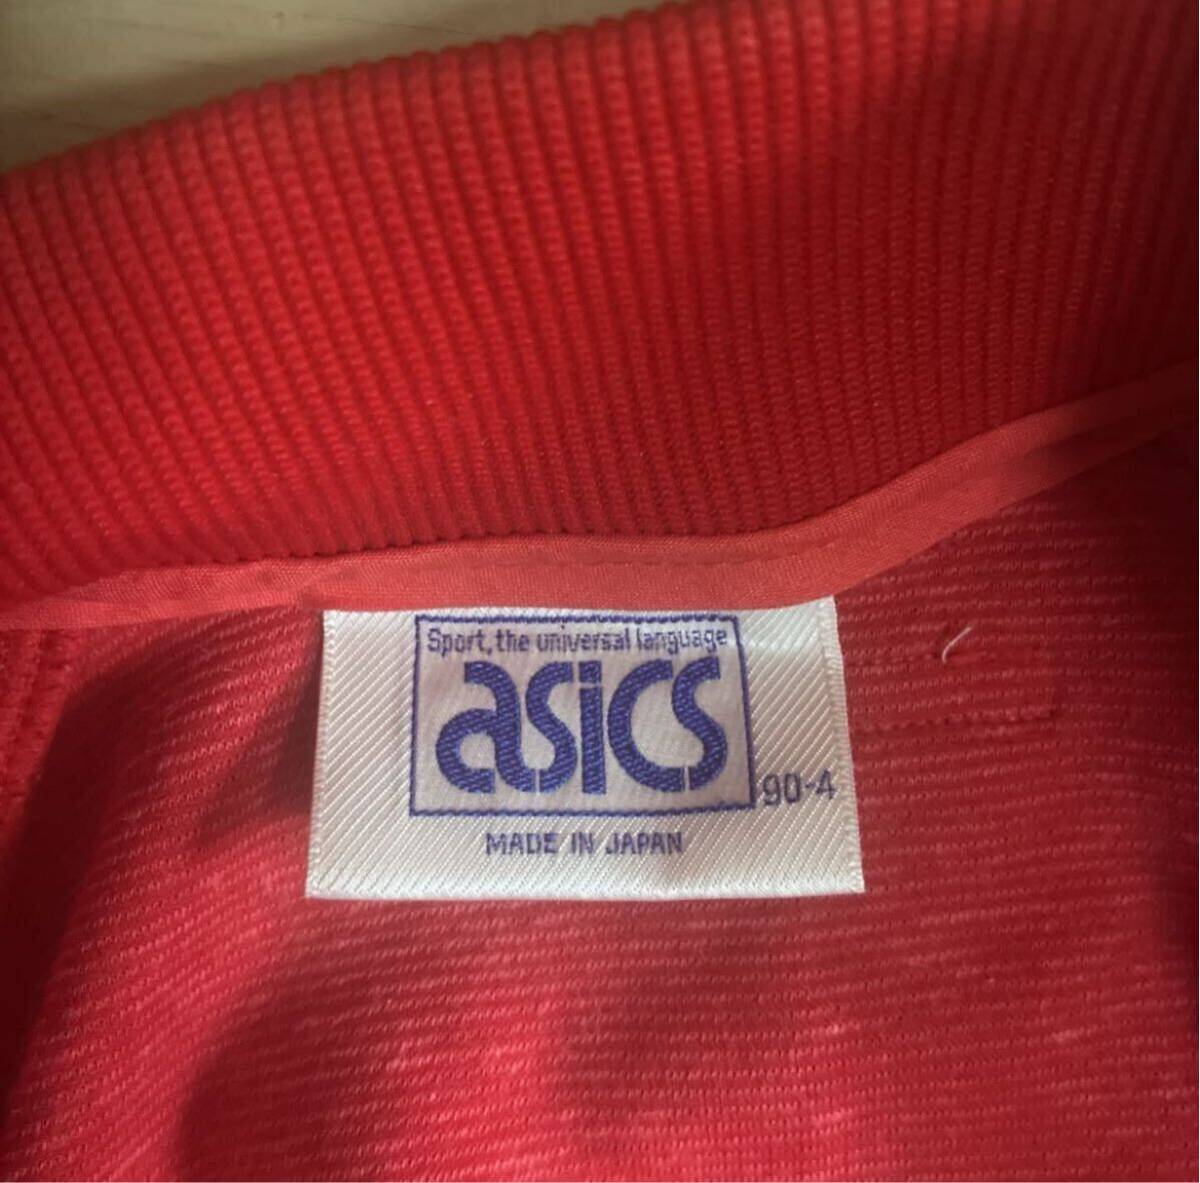 Sport, the universal language
asics
90-4
MADE IN JAPAN